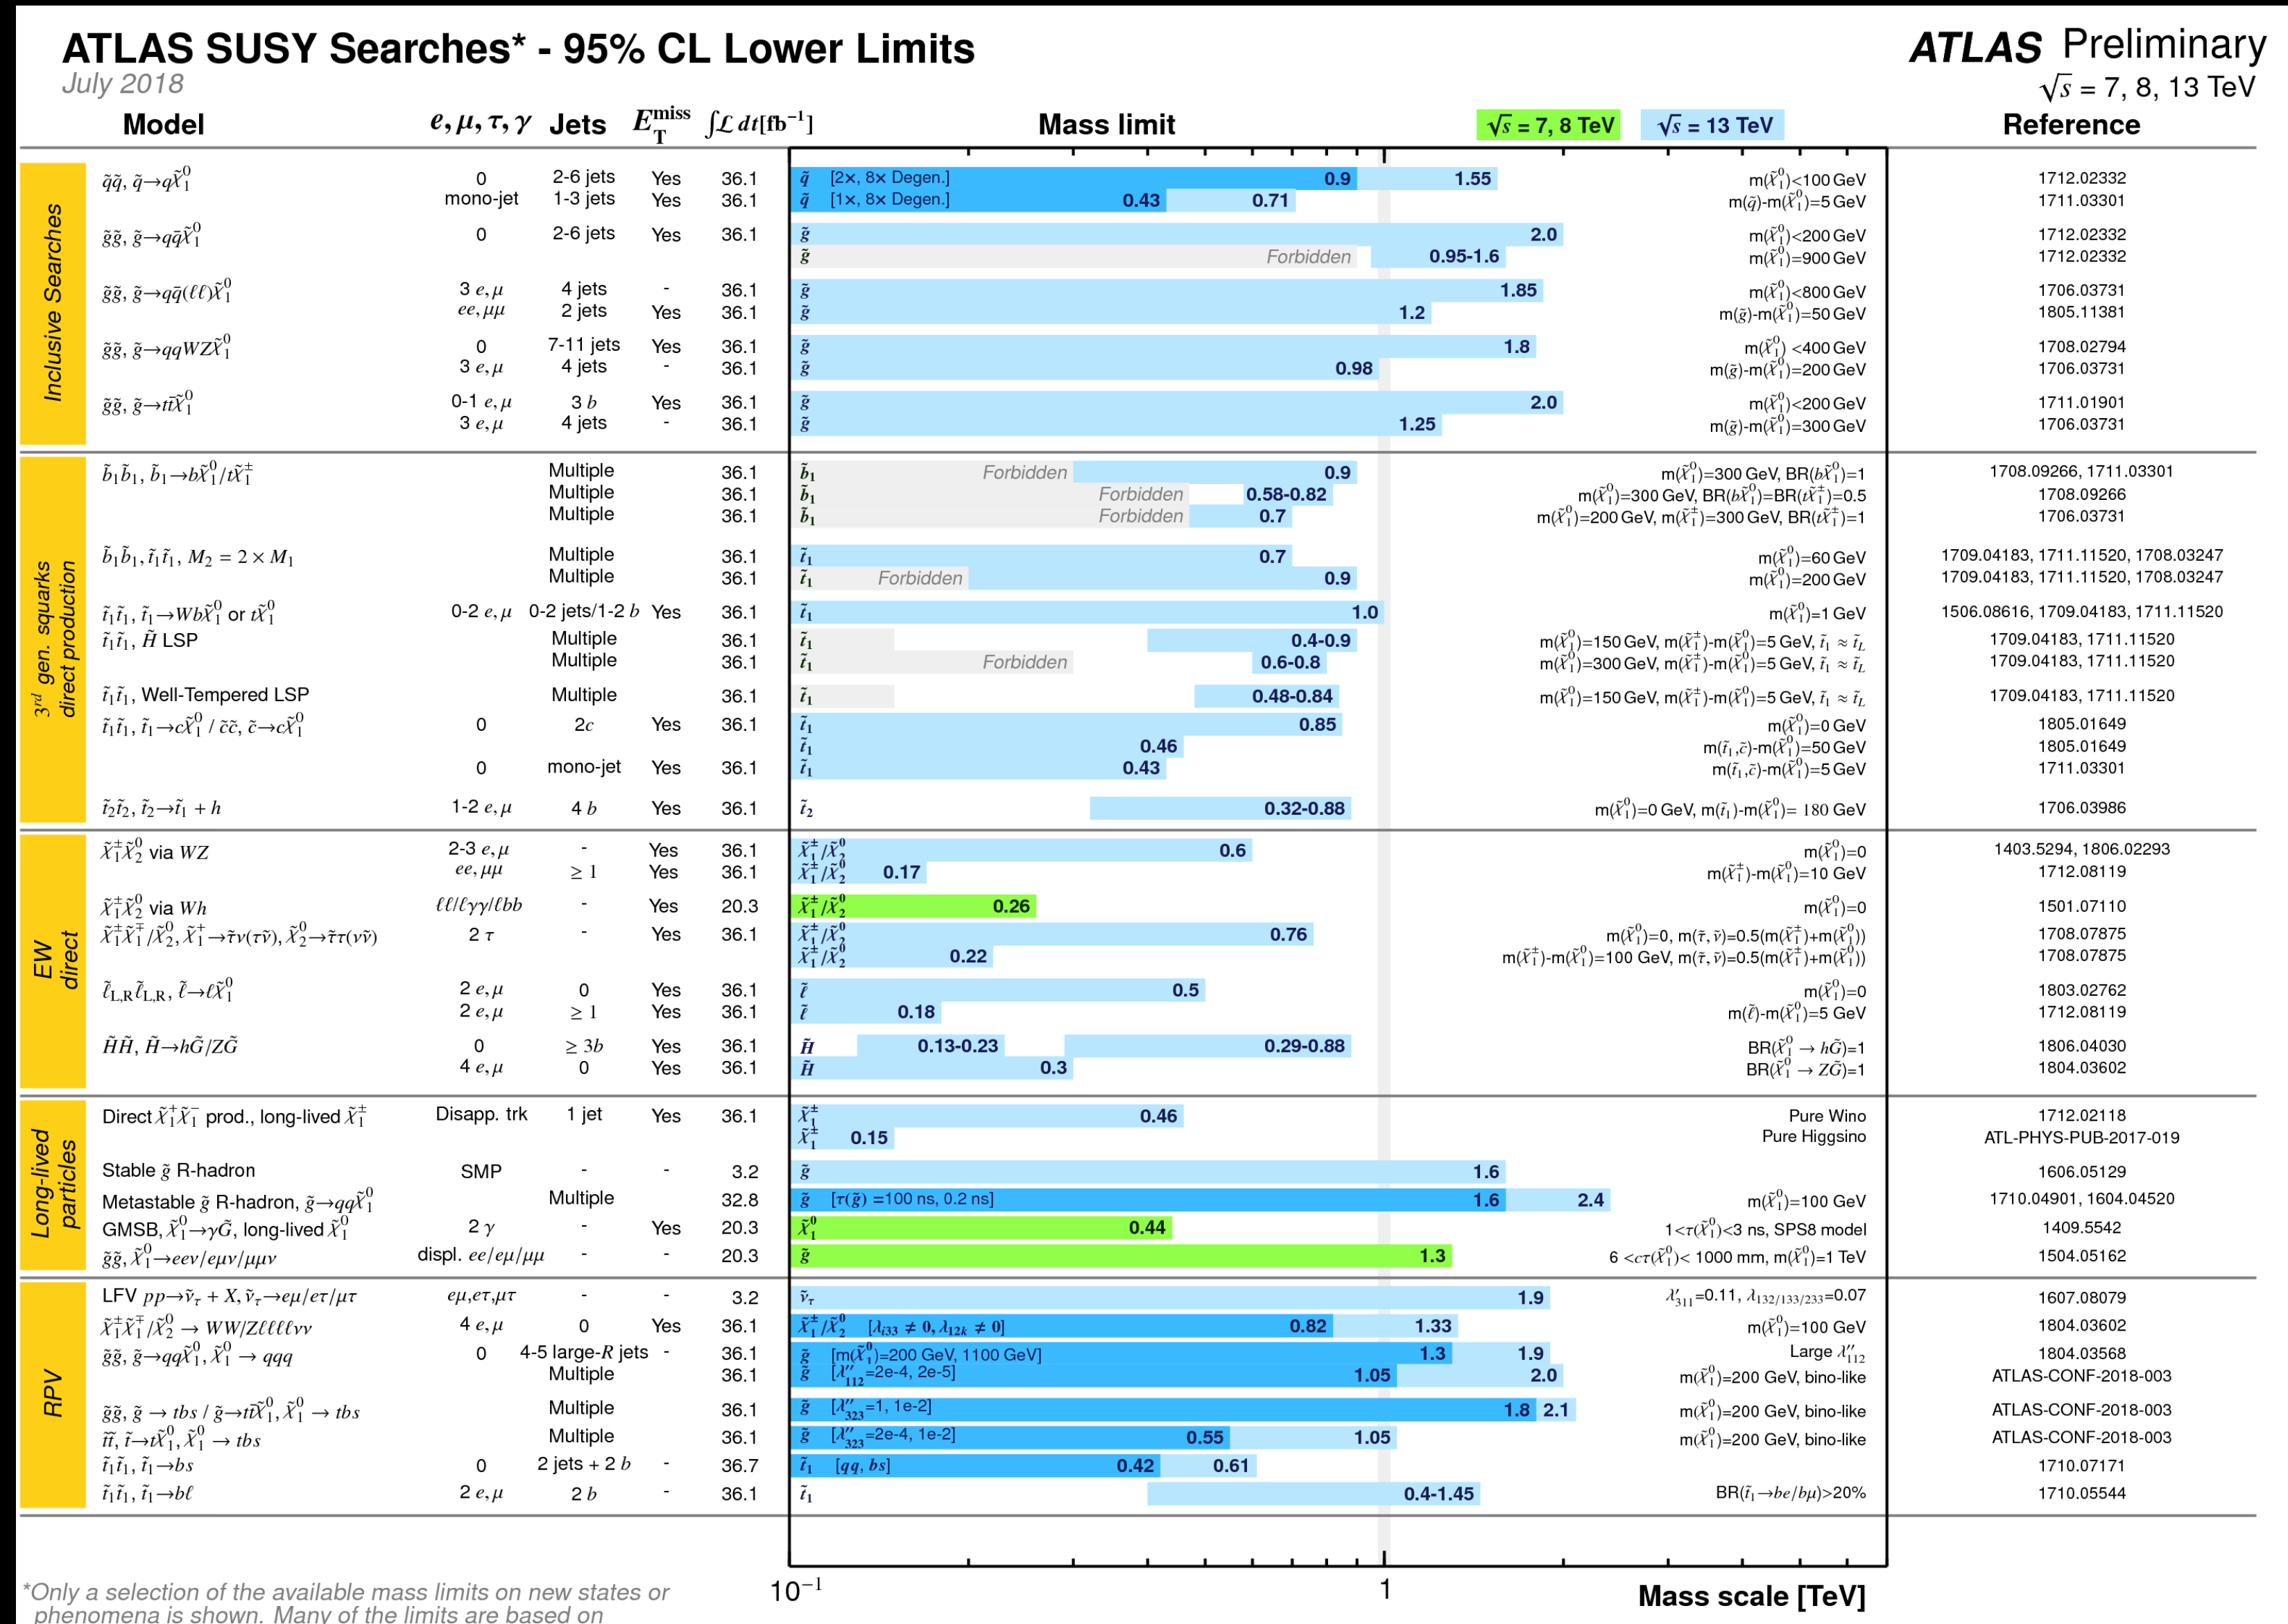 ATLAS SUSY Searches* - 95% CL Lower Limits
July 2018
ATLAS Preliminary
√s = 7, 8, 13 TeV
Model e, μ, τ, γ Jets E_T^miss ∫ℒ dt[fb⁻¹] Mass limit √s = 7, 8 TeV √s = 13 TeV Reference
Inclusive Searches
q̃q̃, q̃→qχ̃₁⁰ 0 2-6 jets Yes 36.1 q̃ [2×, 8× Degen.] 0.9 1.55 m(χ̃₁⁰)<100 GeV 1712.02332
mono-jet 1-3 jets Yes 36.1 q̃ [1×, 8× Degen.] 0.43 0.71 m(q̃)-m(χ̃₁⁰)=5 GeV 1711.03301
g̃g̃, g̃→qq̄χ̃₁⁰ 0 2-6 jets Yes 36.1 g̃ 2.0 m(χ̃₁⁰)<200 GeV 1712.02332
g̃ Forbidden 0.95-1.6 m(χ̃₁⁰)=900 GeV 1712.02332
g̃g̃, g̃→qq̄(ℓℓ)χ̃₁⁰ 3 e, μ 4 jets - 36.1 g̃ 1.85 m(χ̃₁⁰)<800 GeV 1706.03731
ee, μμ 2 jets Yes 36.1 g̃ 1.2 m(g̃)-m(χ̃₁⁰)=50 GeV 1805.11381
g̃g̃, g̃→qqWZχ̃₁⁰ 0 7-11 jets Yes 36.1 g̃ 1.8 m(χ̃₁⁰) <400 GeV 1708.02794
3 e, μ 4 jets - 36.1 g̃ 0.98 m(g̃)-m(χ̃₁⁰)=200 GeV 1706.03731
g̃g̃, g̃→tt̄χ̃₁⁰ 0-1 e, μ 3 b Yes 36.1 g̃ 2.0 m(χ̃₁⁰)<200 GeV 1711.01901
3 e, μ 4 jets - 36.1 g̃ 1.25 m(g̃)-m(χ̃₁⁰)=300 GeV 1706.03731
3rd gen. squarks
direct production
b̃₁b̃₁, b̃₁→bχ̃₁⁰/tχ̃₁± Multiple 36.1 b̃₁ Forbidden 0.9 m(χ̃₁⁰)=300 GeV, BR(bχ̃₁⁰)=1 1708.09266, 1711.03301
Multiple 36.1 b̃₁ Forbidden 0.58-0.82 m(χ̃₁⁰)=300 GeV, BR(bχ̃₁⁰)=BR(tχ̃₁±)=0.5 1708.09266
Multiple 36.1 b̃₁ Forbidden 0.7 m(χ̃₁⁰)=200 GeV, m(χ̃₁±)=300 GeV, BR(tχ̃₁±)=1 1706.03731
b̃₁b̃₁, t̃₁t̃₁, M₂ = 2 × M₁ Multiple 36.1 t̃₁ 0.7 m(χ̃₁⁰)=60 GeV 1709.04183, 1711.11520, 1708.03247
Multiple 36.1 t̃₁ Forbidden 0.9 m(χ̃₁⁰)=200 GeV 1709.04183, 1711.11520, 1708.03247
t̃₁t̃₁, t̃₁→Wbχ̃₁⁰ or tχ̃₁⁰ 0-2 e, μ 0-2 jets/1-2 b Yes 36.1 t̃₁ 1.0 m(χ̃₁⁰)=1 GeV 1506.08616, 1709.04183, 1711.11520
t̃₁t̃₁, H̃ LSP Multiple 36.1 t̃₁ 0.4-0.9 m(χ̃₁⁰)=150 GeV, m(χ̃₁±)-m(χ̃₁⁰)=5 GeV, t̃₁ ≈ t̃_L 1709.04183, 1711.11520
Multiple 36.1 t̃₁ Forbidden 0.6-0.8 m(χ̃₁⁰)=300 GeV, m(χ̃₁±)-m(χ̃₁⁰)=5 GeV, t̃₁ ≈ t̃_L 1709.04183, 1711.11520
t̃₁t̃₁, Well-Tempered LSP Multiple 36.1 t̃₁ 0.48-0.84 m(χ̃₁⁰)=150 GeV, m(χ̃₁±)-m(χ̃₁⁰)=5 GeV, t̃₁ ≈ t̃_L 1709.04183, 1711.11520
t̃₁t̃₁, t̃₁→cχ̃₁⁰ / c̃c̃, c̃→cχ̃₁⁰ 0 2c Yes 36.1 t̃₁ 0.85 m(χ̃₁⁰)=0 GeV 1805.01649
t̃₁ 0.46 m(t̃₁,c̃)-m(χ̃₁⁰)=50 GeV 1805.01649
0 mono-jet Yes 36.1 t̃₁ 0.43 m(t̃₁,c̃)-m(χ̃₁⁰)=5 GeV 1711.03301
t̃₂t̃₂, t̃₂→t̃₁ + h 1-2 e, μ 4 b Yes 36.1 t̃₂ 0.32-0.88 m(χ̃₁⁰)=0 GeV, m(t̃₁)-m(χ̃₁⁰)= 180 GeV 1706.03986
EW
direct
χ̃₁±χ̃₂⁰ via WZ 2-3 e, μ - Yes 36.1 χ̃₁±/χ̃₂⁰ 0.6 m(χ̃₁⁰)=0 1403.5294, 1806.02293
ee, μμ ≥ 1 Yes 36.1 χ̃₁±/χ̃₂⁰ 0.17 m(χ̃₁±)-m(χ̃₁⁰)=10 GeV 1712.08119
χ̃₁±χ̃₂⁰ via Wh ℓℓ/ℓγγ/ℓbb - Yes 20.3 χ̃₁±/χ̃₂⁰ 0.26 m(χ̃₁⁰)=0 1501.07110
χ̃₁±χ̃₁∓/χ̃₂⁰, χ̃₁⁺→τ̃ν(τν̃), χ̃₂⁰→τ̃τ(νν̃) 2 τ - Yes 36.1 χ̃₁±/χ̃₂⁰ 0.76 m(χ̃₁⁰)=0, m(τ̃, ν̃)=0.5(m(χ̃₁±)+m(χ̃₁⁰)) 1708.07875
χ̃₁±/χ̃₂⁰ 0.22 m(χ̃₁±)-m(χ̃₁⁰)=100 GeV, m(τ̃, ν̃)=0.5(m(χ̃₁±)+m(χ̃₁⁰)) 1708.07875
ℓ̃_L,R ℓ̃_L,R, ℓ̃→ℓχ̃₁⁰ 2 e, μ 0 Yes 36.1 ℓ̃ 0.5 m(χ̃₁⁰)=0 1803.02762
2 e, μ ≥ 1 Yes 36.1 ℓ̃ 0.18 m(ℓ̃)-m(χ̃₁⁰)=5 GeV 1712.08119
H̃H̃, H̃→hG̃/ZG̃ 0 ≥ 3b Yes 36.1 H̃ 0.13-0.23 0.29-0.88 BR(χ̃₁⁰ → hG̃)=1 1806.04030
4 e, μ 0 Yes 36.1 H̃ 0.3 BR(χ̃₁⁰ → ZG̃)=1 1804.03602
Long-lived
particles
Direct χ̃₁⁺χ̃₁⁻ prod., long-lived χ̃₁± Disapp. trk 1 jet Yes 36.1 χ̃₁± 0.46 Pure Wino 1712.02118
χ̃₁± 0.15 Pure Higgsino ATL-PHYS-PUB-2017-019
Stable g̃ R-hadron SMP - - 3.2 g̃ 1.6 1606.05129
Metastable g̃ R-hadron, g̃→qqχ̃₁⁰ Multiple 32.8 g̃ [τ(g̃) =100 ns, 0.2 ns] 1.6 2.4 m(χ̃₁⁰)=100 GeV 1710.04901, 1604.04520
GMSB, χ̃₁⁰→γG̃, long-lived χ̃₁⁰ 2 γ - Yes 20.3 χ̃₁⁰ 0.44 1<τ(χ̃₁⁰)<3 ns, SPS8 model 1409.5542
g̃g̃, χ̃₁⁰→eeν/eμν/μμν displ. ee/eμ/μμ - - 20.3 g̃ 1.3 6 <cτ(χ̃₁⁰)< 1000 mm, m(χ̃₁⁰)=1 TeV 1504.05162
RPV
LFV pp→ν̃_τ + X, ν̃_τ→eμ/eτ/μτ eμ,eτ,μτ - - 3.2 ν̃_τ 1.9 λ′₃₁₁=0.11, λ₁₃₂/₁₃₃/₂₃₃=0.07 1607.08079
χ̃₁±χ̃₁∓/χ̃₂⁰ → WW/Zℓℓℓℓνν 4 e, μ 0 Yes 36.1 χ̃₁±/χ̃₂⁰ [λᵢ₃₃ ≠ 0, λ₁₂ₖ ≠ 0] 0.82 1.33 m(χ̃₁⁰)=100 GeV 1804.03602
g̃g̃, g̃→qqχ̃₁⁰, χ̃₁⁰ → qqq 0 4-5 large-R jets - 36.1 g̃ [m(χ̃₁⁰)=200 GeV, 1100 GeV] 1.3 1.9 Large λ″₁₁₂ 1804.03568
Multiple 36.1 g̃ [λ″₁₁₂=2e-4, 2e-5] 1.05 2.0 m(χ̃₁⁰)=200 GeV, bino-like ATLAS-CONF-2018-003
g̃g̃, g̃ → tbs / g̃→tt̄χ̃₁⁰, χ̃₁⁰ → tbs Multiple 36.1 g̃ [λ″₃₂₃=1, 1e-2] 1.8 2.1 m(χ̃₁⁰)=200 GeV, bino-like ATLAS-CONF-2018-003
t̃t̃, t̃→tχ̃₁⁰, χ̃₁⁰ → tbs Multiple 36.1 g̃ [λ″₃₂₃=2e-4, 1e-2] 0.55 1.05 m(χ̃₁⁰)=200 GeV, bino-like ATLAS-CONF-2018-003
t̃₁t̃₁, t̃₁→bs 0 2 jets + 2 b - 36.7 t̃₁ [qq, bs] 0.42 0.61 1710.07171
t̃₁t̃₁, t̃₁→bℓ 2 e, μ 2 b - 36.1 t̃₁ 0.4-1.45 BR(t̃₁→be/bμ)>20% 1710.05544
10⁻¹ 1 Mass scale [TeV]
*Only a selection of the available mass limits on new states or
phenomena is shown. Many of the limits are based on